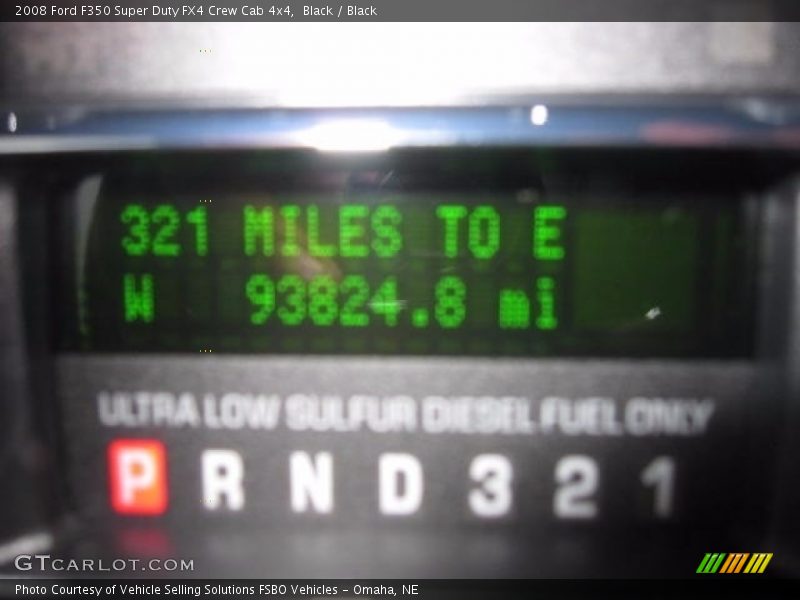 2008 Ford F350 Super Duty FX4 Crew Cab 4x4, Black / Black
321 MILES TO E
W 93824.8 mi
ULTRA LOW SULFUR DIESEL FUEL ONLY
P R N D 3 2 1
GTCARLOT.COM
Photo Courtesy of Vehicle Selling Solutions FSBO Vehicles - Omaha, NE